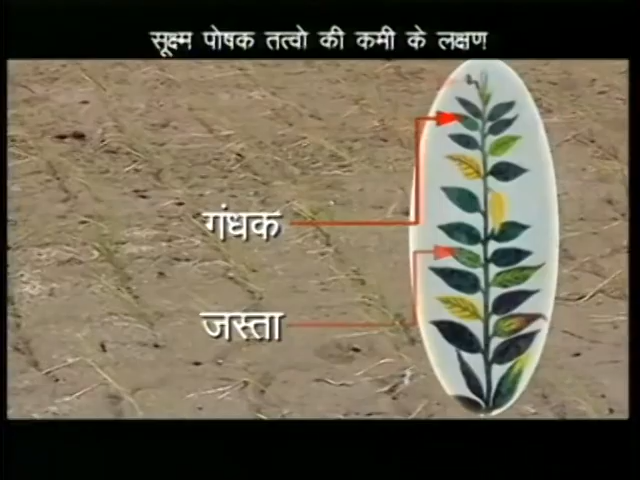 सूक्ष्म पोषक तत्वो की कमी के लक्षण
गंधक
जस्ता